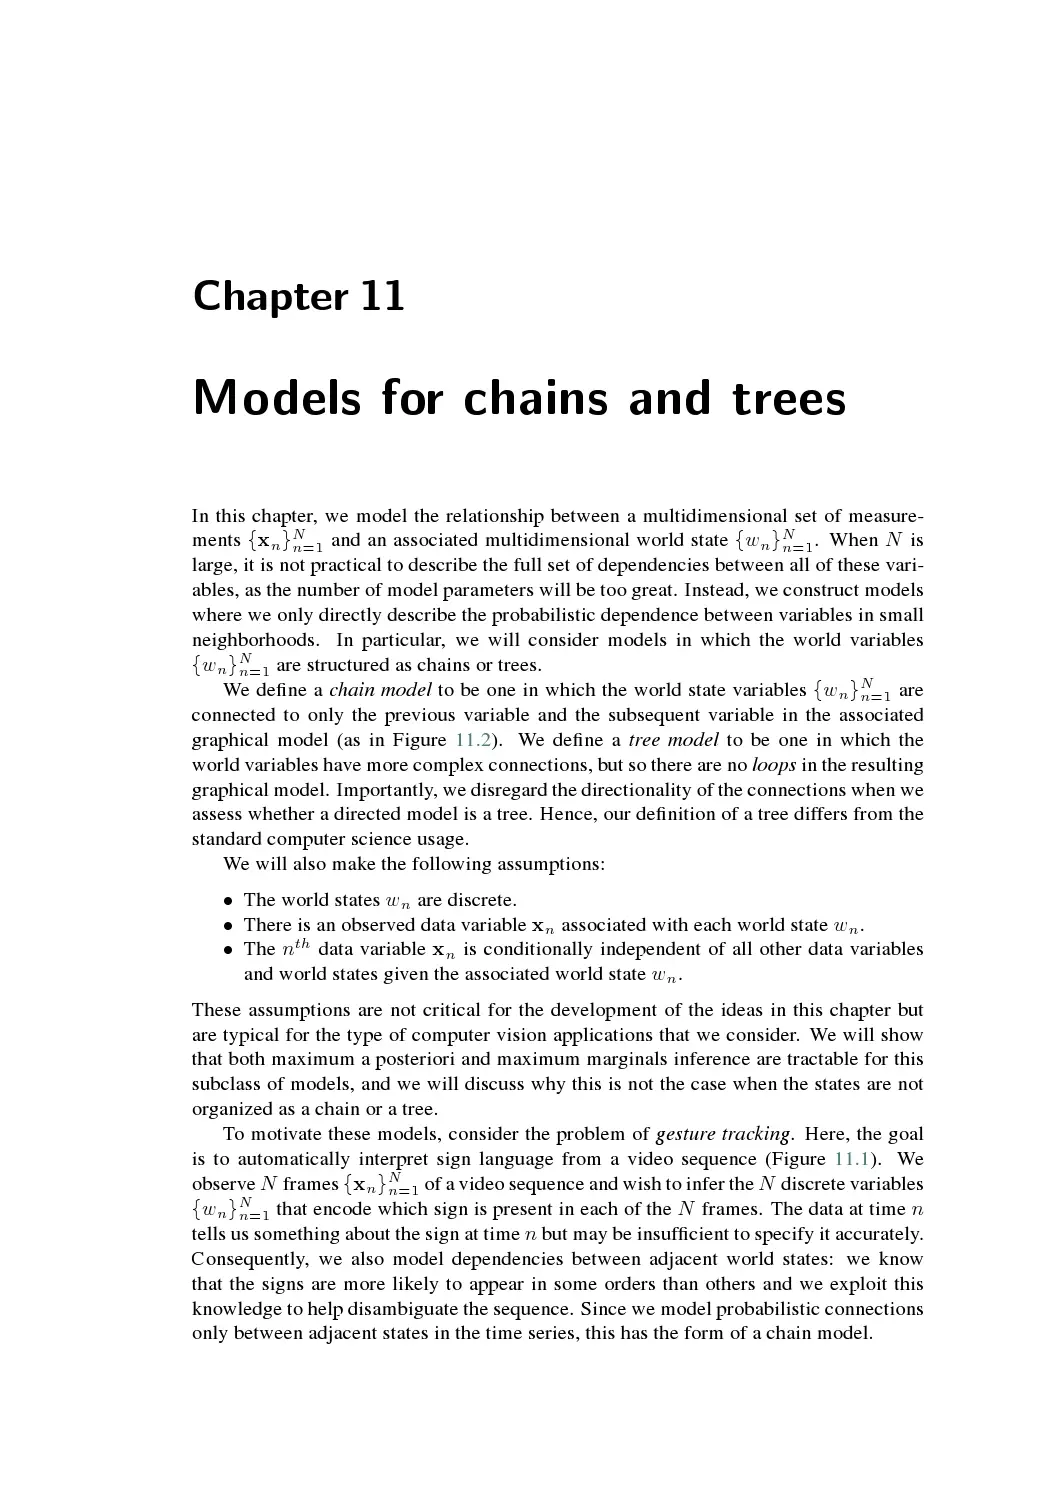 Chapter 11
Models for chains and trees
In this chapter, we model the relationship between a multidimensional set of measure-
ments {x_n}_{n=1}^N and an associated multidimensional world state {w_n}_{n=1}^N. When N is
large, it is not practical to describe the full set of dependencies between all of these vari-
ables, as the number of model parameters will be too great. Instead, we construct models
where we only directly describe the probabilistic dependence between variables in small
neighborhoods. In particular, we will consider models in which the world variables
{w_n}_{n=1}^N are structured as chains or trees.
We define a chain model to be one in which the world state variables {w_n}_{n=1}^N are
connected to only the previous variable and the subsequent variable in the associated
graphical model (as in Figure 11.2). We define a tree model to be one in which the
world variables have more complex connections, but so there are no loops in the resulting
graphical model. Importantly, we disregard the directionality of the connections when we
assess whether a directed model is a tree. Hence, our definition of a tree differs from the
standard computer science usage.
We will also make the following assumptions:
• The world states w_n are discrete.
• There is an observed data variable x_n associated with each world state w_n.
• The n^{th} data variable x_n is conditionally independent of all other data variables
and world states given the associated world state w_n.
These assumptions are not critical for the development of the ideas in this chapter but
are typical for the type of computer vision applications that we consider. We will show
that both maximum a posteriori and maximum marginals inference are tractable for this
subclass of models, and we will discuss why this is not the case when the states are not
organized as a chain or a tree.
To motivate these models, consider the problem of gesture tracking. Here, the goal
is to automatically interpret sign language from a video sequence (Figure 11.1). We
observe N frames {x_n}_{n=1}^N of a video sequence and wish to infer the N discrete variables
{w_n}_{n=1}^N that encode which sign is present in each of the N frames. The data at time n
tells us something about the sign at time n but may be insufficient to specify it accurately.
Consequently, we also model dependencies between adjacent world states: we know
that the signs are more likely to appear in some orders than others and we exploit this
knowledge to help disambiguate the sequence. Since we model probabilistic connections
only between adjacent states in the time series, this has the form of a chain model.